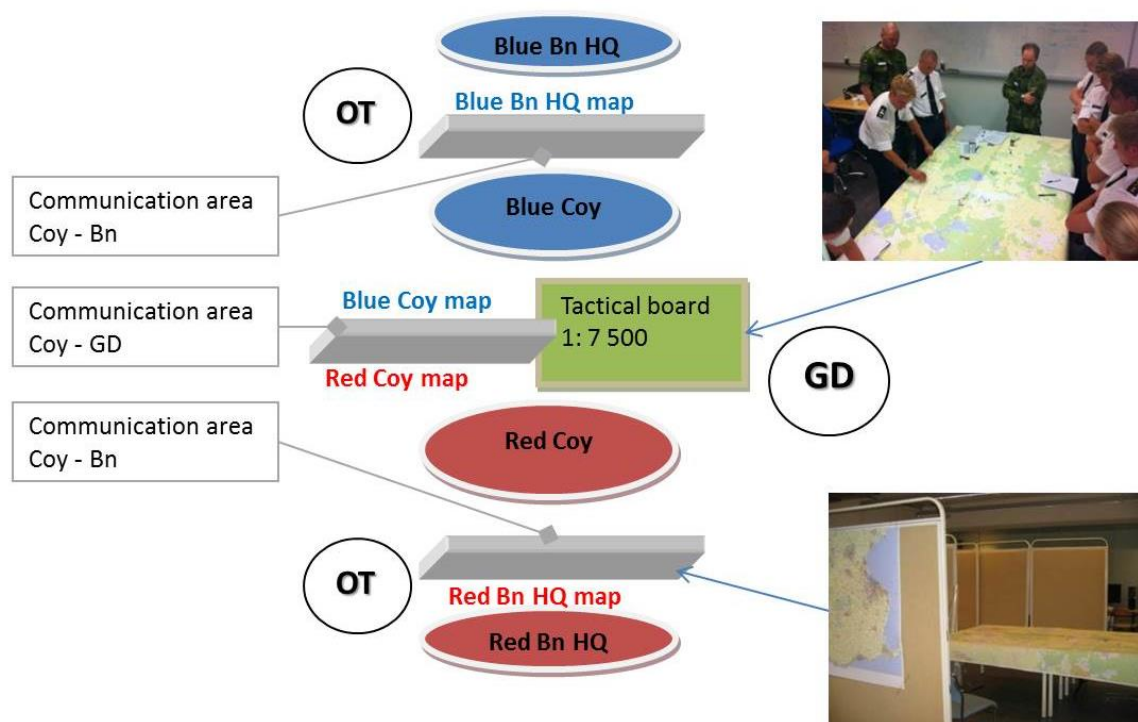 Blue Bn HQ
OT
Blue Bn HQ map
Communication area
Coy - Bn
Blue Coy
Communication area
Coy - GD
Blue Coy map
Tactical board
1: 7 500
Red Coy map
GD
Communication area
Coy - Bn
Red Coy
OT
Red Bn HQ map
Red Bn HQ